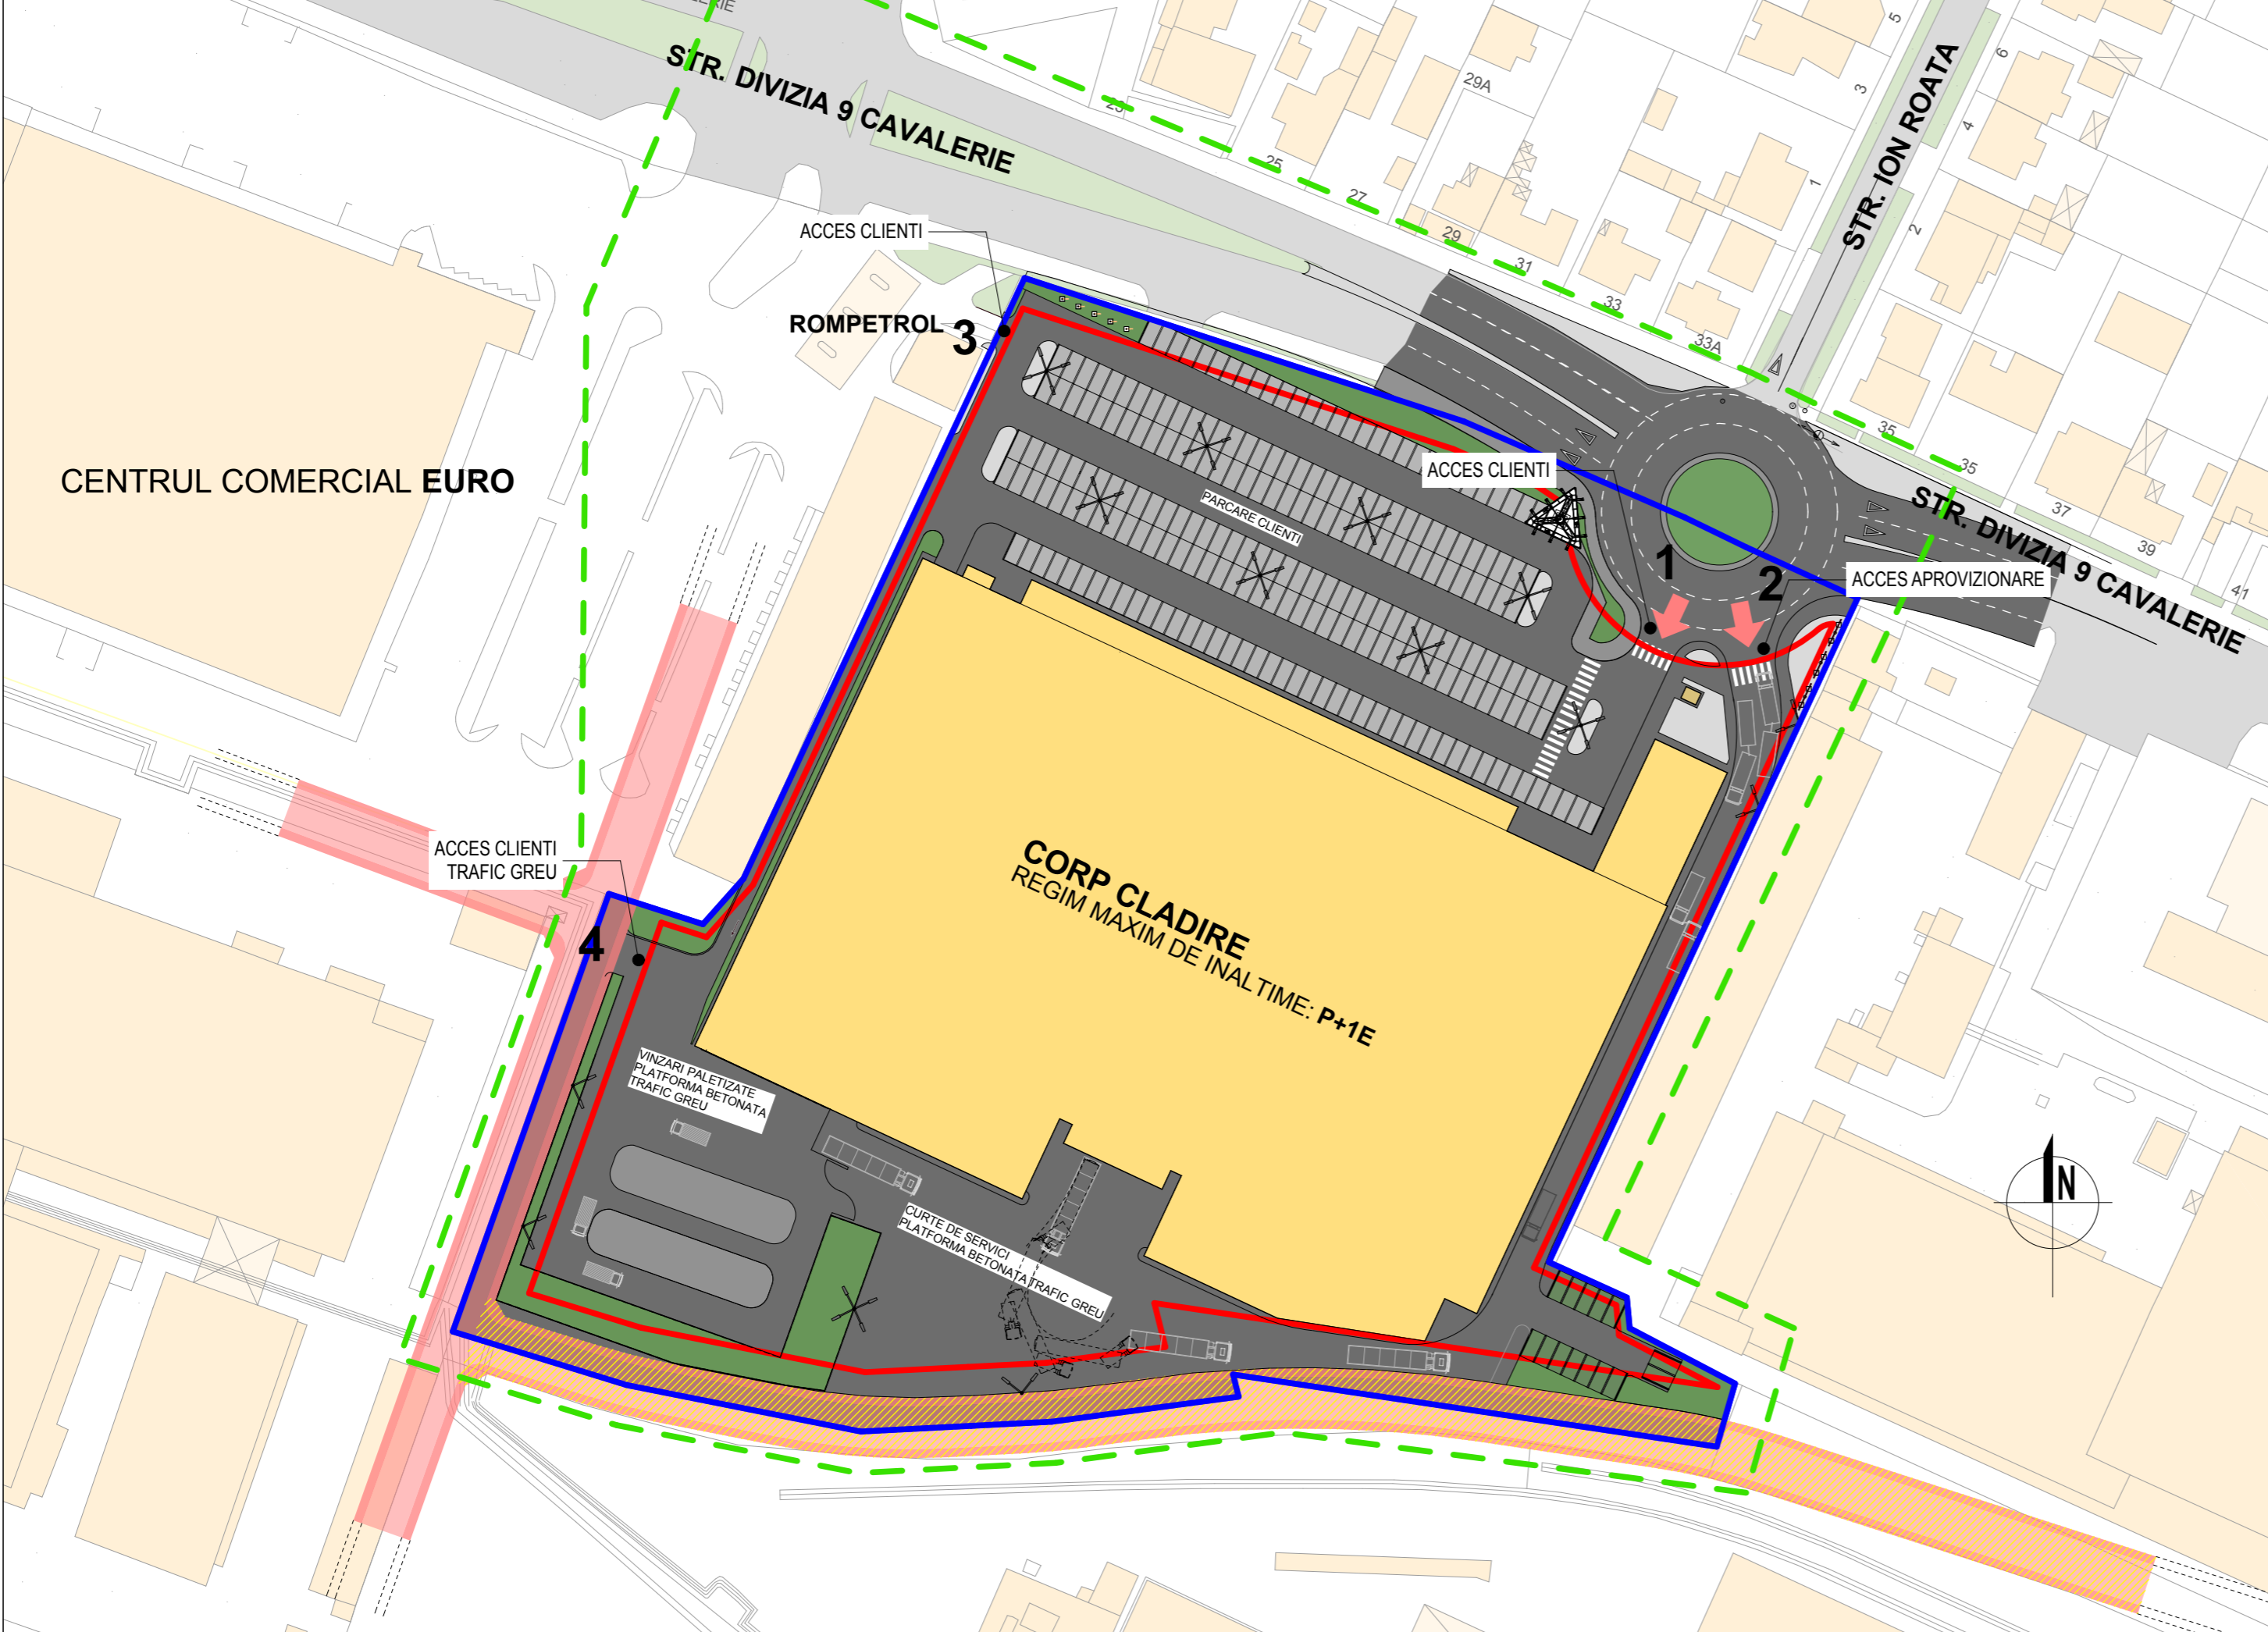 ERIE
STR. DIVIZIA 9 CAVALERIE
STR. ION ROATA
5
3
1
6
4
2
23
25
27
29A
29
31
33
33A
35
35
37
39
41
ACCES CLIENTI
ROMPETROL
3
CENTRUL COMERCIAL EURO
ACCES CLIENTI
PARCARE CLIENTI
1
2
ACCES APROVIZIONARE
STR. DIVIZIA 9 CAVALERIE
ACCES CLIENTI
TRAFIC GREU
4
CORP CLADIRE
REGIM MAXIM DE INALTIME: P+1E
VINZARI PALETIZATE
PLATFORMA BETONATA
TRAFIC GREU
CURTE DE SERVICI
PLATFORMA BETONATA TRAFIC GREU
N